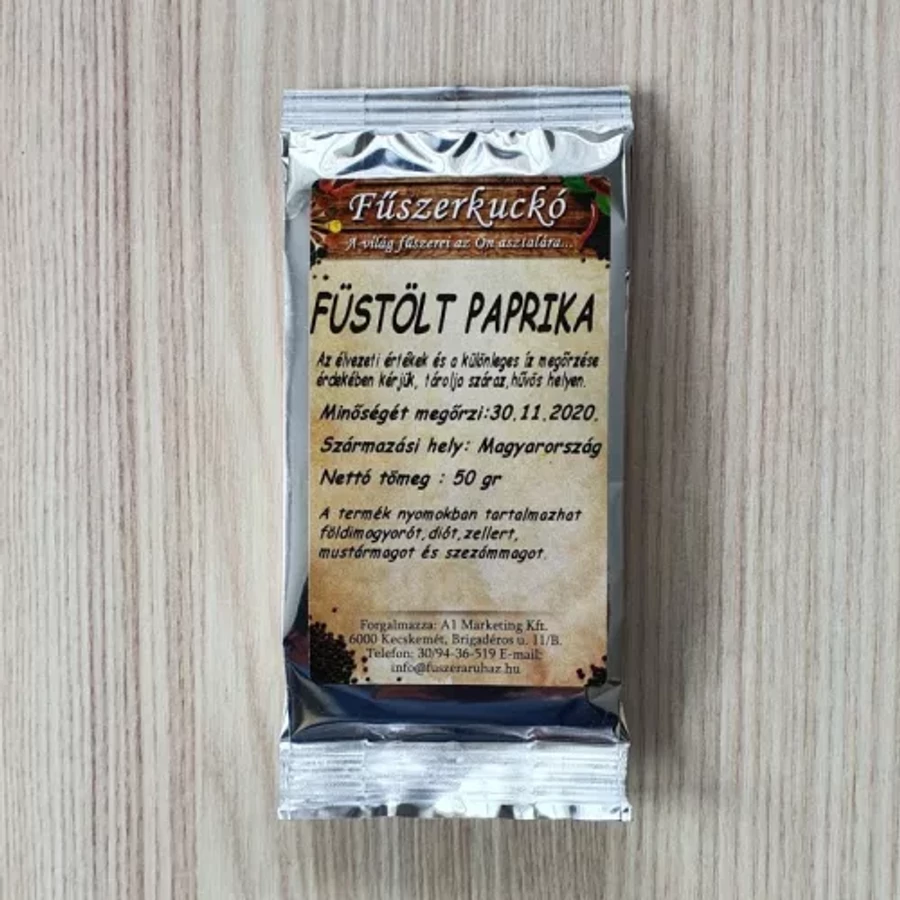 Fűszerkuckó
A világ fűszerei az Ön asztalára...
FÜSTÖLT PAPRIKA
Az élvezeti értékek és a különleges íz megőrzése
érdekében kérjük, tárolja száraz,hűvös helyen.
Minőségét megőrzi:30.11.2020.
Származási hely: Magyarország
Nettó tömeg : 50 gr
A termék nyomokban tartalmazhat
földimogyorót,diót,zellert,
mustármagot és szezámmagot.
Forgalmazza: A1 Marketing Kft.
6000 Kecskemét, Brigadéros u. 11/B.
Telefon: 30/94-36-519 E-mail:
info@fuszeraruhaz.hu